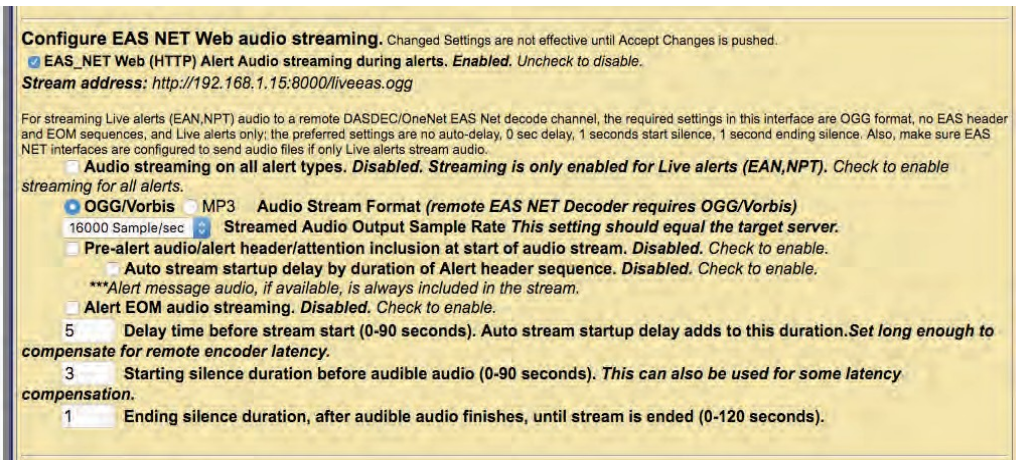 Configure EAS NET Web audio streaming. Changed Settings are not effective until Accept Changes is pushed.
EAS_NET Web (HTTP) Alert Audio streaming during alerts. Enabled. Uncheck to disable.
Stream address: http://192.168.1.15:8000/liveeas.ogg
For streaming Live alerts (EAN,NPT) audio to a remote DASDEC/OneNet EAS Net decode channel, the required settings in this interface are OGG format, no EAS header
and EOM sequences, and Live alerts only; the preferred settings are no auto-delay, 0 sec delay, 1 seconds start silence, 1 second ending silence. Also, make sure EAS
NET interfaces are configured to send audio files if only Live alerts stream audio.
Audio streaming on all alert types. Disabled. Streaming is only enabled for Live alerts (EAN,NPT). Check to enable
streaming for all alerts.
OGG/Vorbis MP3 Audio Stream Format (remote EAS NET Decoder requires OGG/Vorbis)
16000 Sample/sec Streamed Audio Output Sample Rate This setting should equal the target server.
Pre-alert audio/alert header/attention inclusion at start of audio stream. Disabled. Check to enable.
Auto stream startup delay by duration of Alert header sequence. Disabled. Check to enable.
***Alert message audio, if available, is always included in the stream.
Alert EOM audio streaming. Disabled. Check to enable.
5 Delay time before stream start (0-90 seconds). Auto stream startup delay adds to this duration.Set long enough to
compensate for remote encoder latency.
3 Starting silence duration before audible audio (0-90 seconds). This can also be used for some latency
compensation.
1 Ending silence duration, after audible audio finishes, until stream is ended (0-120 seconds).